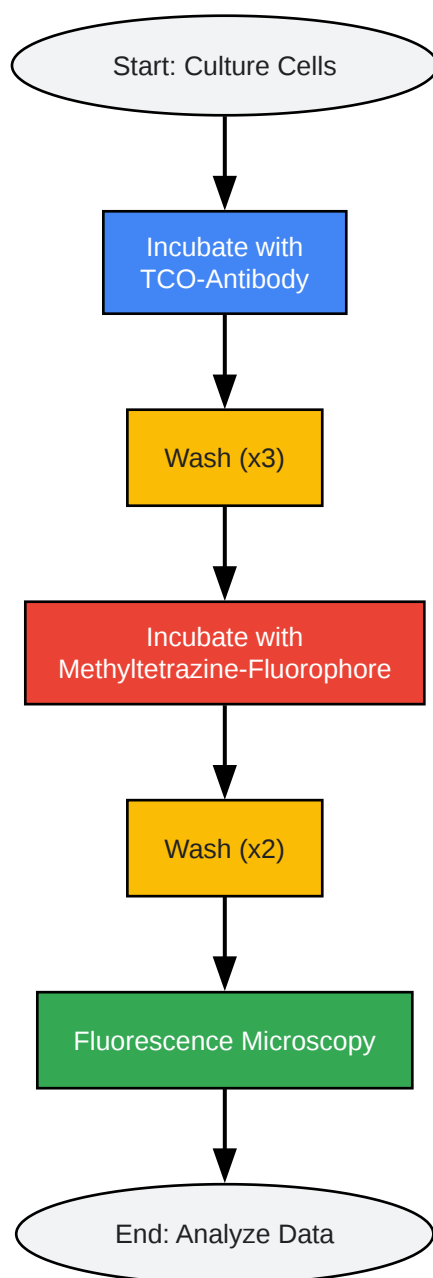 Start: Culture Cells
Incubate with
TCO-Antibody
Wash (x3)
Incubate with
Methyltetrazine-Fluorophore
Wash (x2)
Fluorescence Microscopy
End: Analyze Data